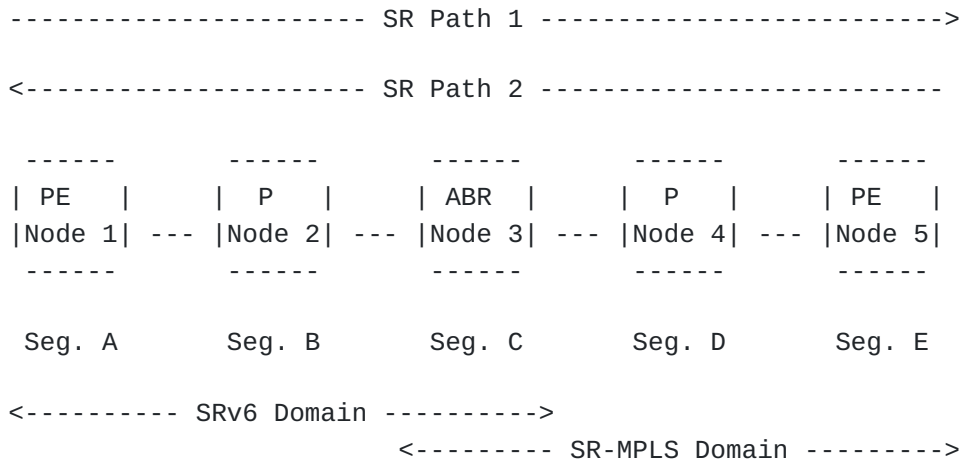 ----------------------- SR Path 1 -------------------------->
<---------------------- SR Path 2 --------------------------
------ ------ ------ ------ ------
| PE | | P | | ABR | | P | | PE |
|Node 1| --- |Node 2| --- |Node 3| --- |Node 4| --- |Node 5|
------ ------ ------ ------ ------
Seg. A Seg. B Seg. C Seg. D Seg. E
<---------- SRv6 Domain ---------->
<--------- SR-MPLS Domain --------->